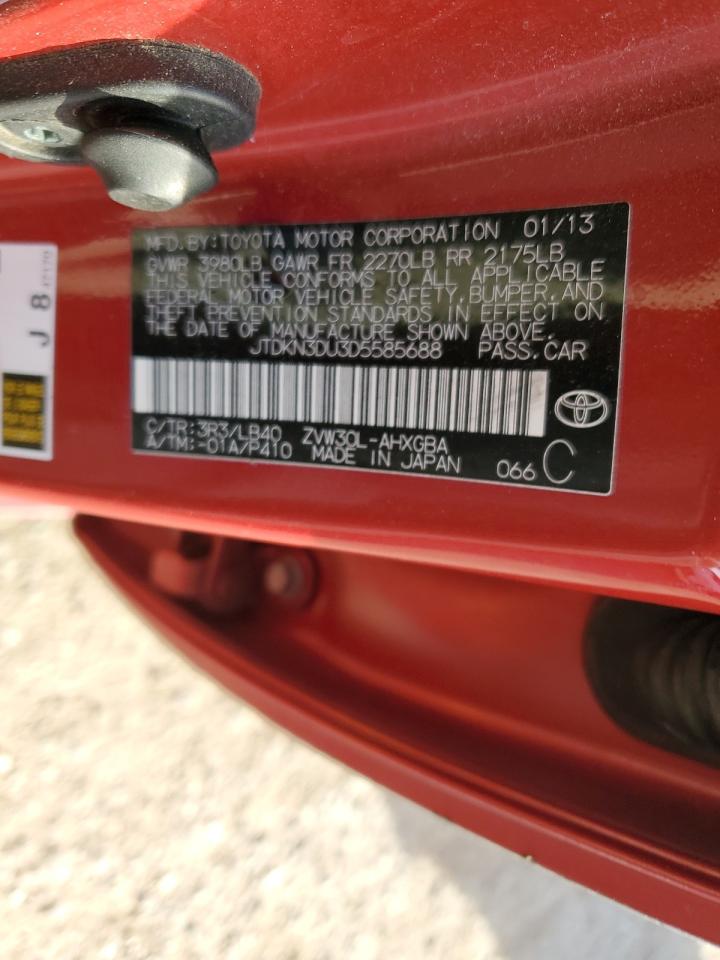 MFD.BY:TOYOTA MOTOR CORPORATION 01/13
GVWR 3980LB GAWR FR 2270LB RR 2175LB
THIS VEHICLE CONFORMS TO ALL APPLICABLE
FEDERAL MOTOR VEHICLE SAFETY,BUMPER,AND
THEFT PREVENTION STANDARDS IN EFFECT ON
THE DATE OF MANUFACTURE SHOWN ABOVE.
JTDKN3DU3D5585688 PASS.CAR
C/TR:3R3/LB40 ZVW30L-AHXGBA
A/TM:-01A/P410 MADE IN JAPAN 066 C
J 8